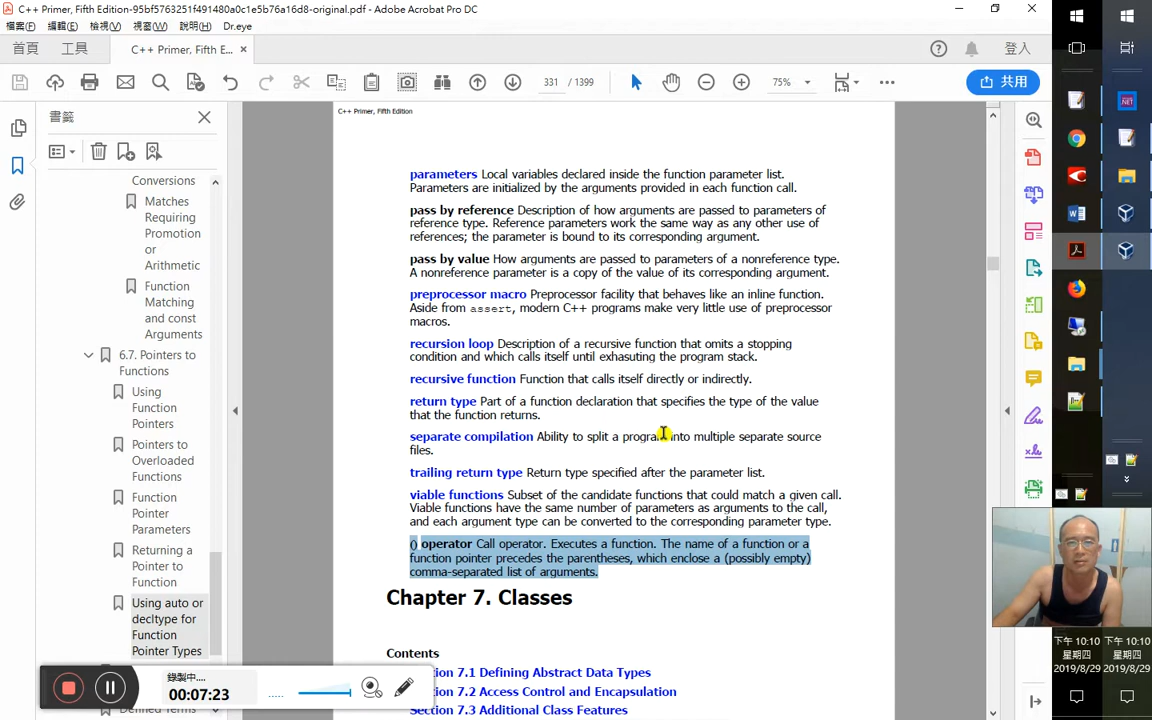 C++ Primer, Fifth Edition-95bf5763251f491480a0c1e5b76a16d8-original.pdf - Adobe Acrobat Pro DC
檔案(F) 編輯(E) 檢視(V) 視窗(W) 說明(H) Dr.eye
首頁 工具 C++ Primer, Fifth E... × 登入
331 / 1399 75% 共用
書籤
Conversions
Matches
Requiring
Promotion
or
Arithmetic
Function
Matching
and const
Arguments
6.7. Pointers to
Functions
Using
Function
Pointers
Pointers to
Overloaded
Functions
Function
Pointer
Parameters
Returning a
Pointer to
Function
Using auto or
decltype for
Function
Pointer Types
Defined Terms
C++ Primer, Fifth Edition
parameters Local variables declared inside the function parameter list.
Parameters are initialized by the arguments provided in each function call.
pass by reference Description of how arguments are passed to parameters of
reference type. Reference parameters work the same way as any other use of
references; the parameter is bound to its corresponding argument.
pass by value How arguments are passed to parameters of a nonreference type.
A nonreference parameter is a copy of the value of its corresponding argument.
preprocessor macro Preprocessor facility that behaves like an inline function.
Aside from assert, modern C++ programs make very little use of preprocessor
macros.
recursion loop Description of a recursive function that omits a stopping
condition and which calls itself until exhasuting the program stack.
recursive function Function that calls itself directly or indirectly.
return type Part of a function declaration that specifies the type of the value
that the function returns.
separate compilation Ability to split a program into multiple separate source
files.
trailing return type Return type specified after the parameter list.
viable functions Subset of the candidate functions that could match a given call.
Viable functions have the same number of parameters as arguments to the call,
and each argument type can be converted to the corresponding parameter type.
() operator Call operator. Executes a function. The name of a function or a
function pointer precedes the parentheses, which enclose a (possibly empty)
comma-separated list of arguments.
Chapter 7. Classes
Contents
Section 7.1 Defining Abstract Data Types
Section 7.2 Access Control and Encapsulation
Section 7.3 Additional Class Features
錄製中...
00:07:23
.NET
下午 10:10 下午 10:10
星期四 星期四
2019/8/29 2019/8/29